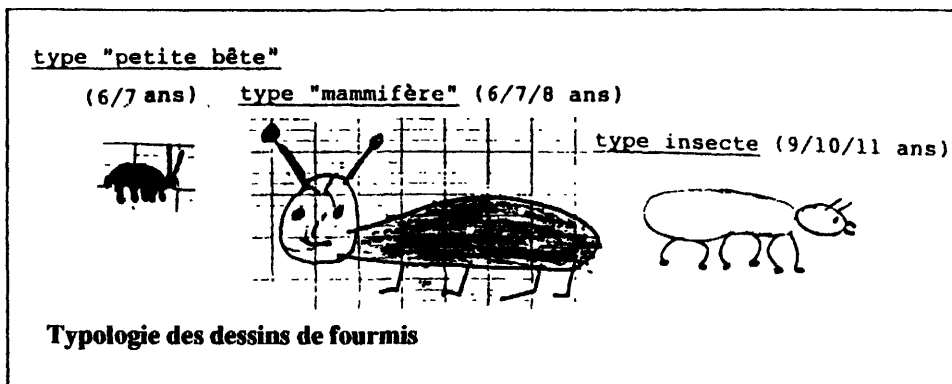 type "petite bête"
(6/7 ans)
type "mammifère" (6/7/8 ans)
type insecte (9/10/11 ans)
Typologie des dessins de fourmis